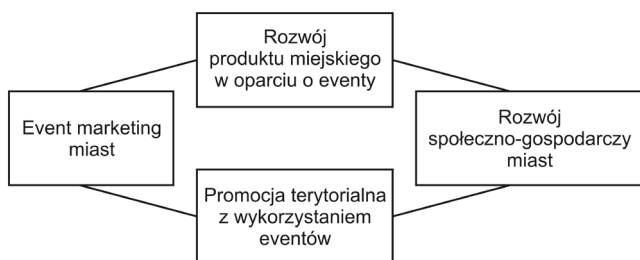 Rozwój
produktu miejskiego
w oparciu o eventy
Event marketing
miast
Rozwój
społeczno-gospodarczy
miast
Promocja terytorialna
z wykorzystaniem
eventów